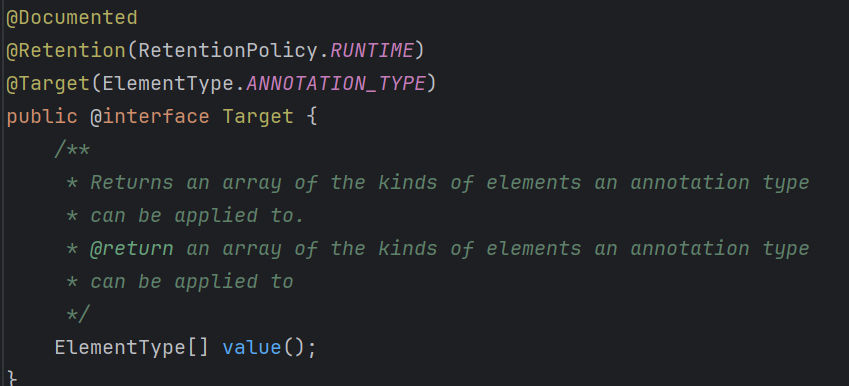 @Documented
@Retention(RetentionPolicy.RUNTIME)
@Target(ElementType.ANNOTATION_TYPE)
public @interface Target {
    /**
     * Returns an array of the kinds of elements an annotation type
     * can be applied to.
     * @return an array of the kinds of elements an annotation type
     * can be applied to
     */
    ElementType[] value();
}